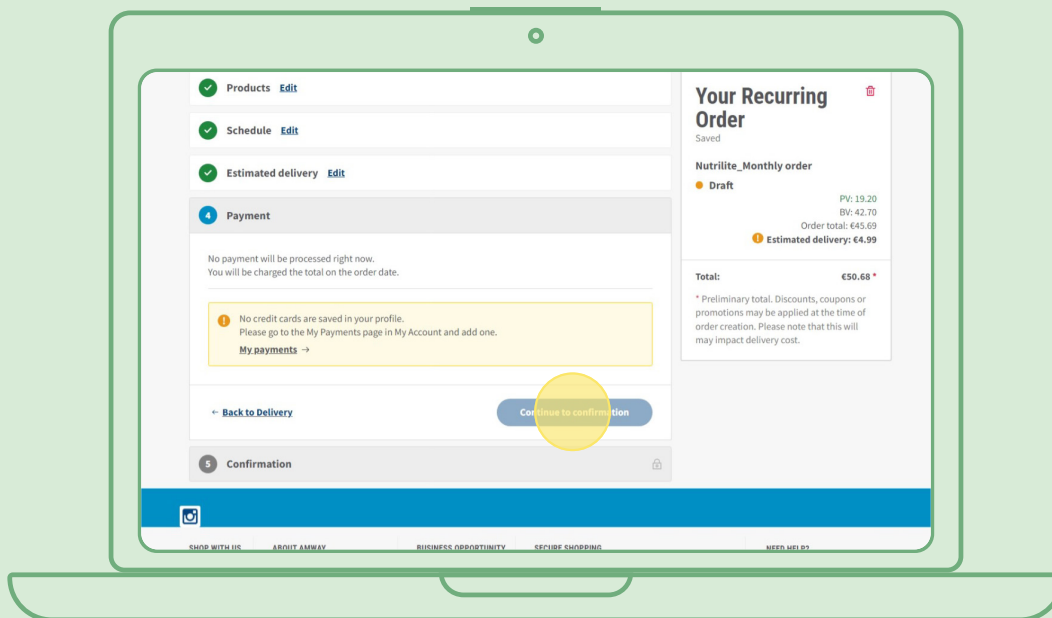 Products Edit
Schedule Edit
Estimated delivery Edit
4 Payment
No payment will be processed right now.
You will be charged the total on the order date.
No credit cards are saved in your profile.
Please go to the My Payments page in My Account and add one.
My payments →
← Back to Delivery
Continue to confirmation
5 Confirmation
Your Recurring
Order
Saved
Nutrilite_Monthly order
Draft
PV: 19.20
BV: 42.70
Order total: €45.69
Estimated delivery: €4.99
Total: €50.68 *
* Preliminary total. Discounts, coupons or
promotions may be applied at the time of
order creation. Please note that this will
may impact delivery cost.
SHOP WITH US ABOUT AMWAY BUSINESS OPPORTUNITY SECURE SHOPPING NEED HELP?